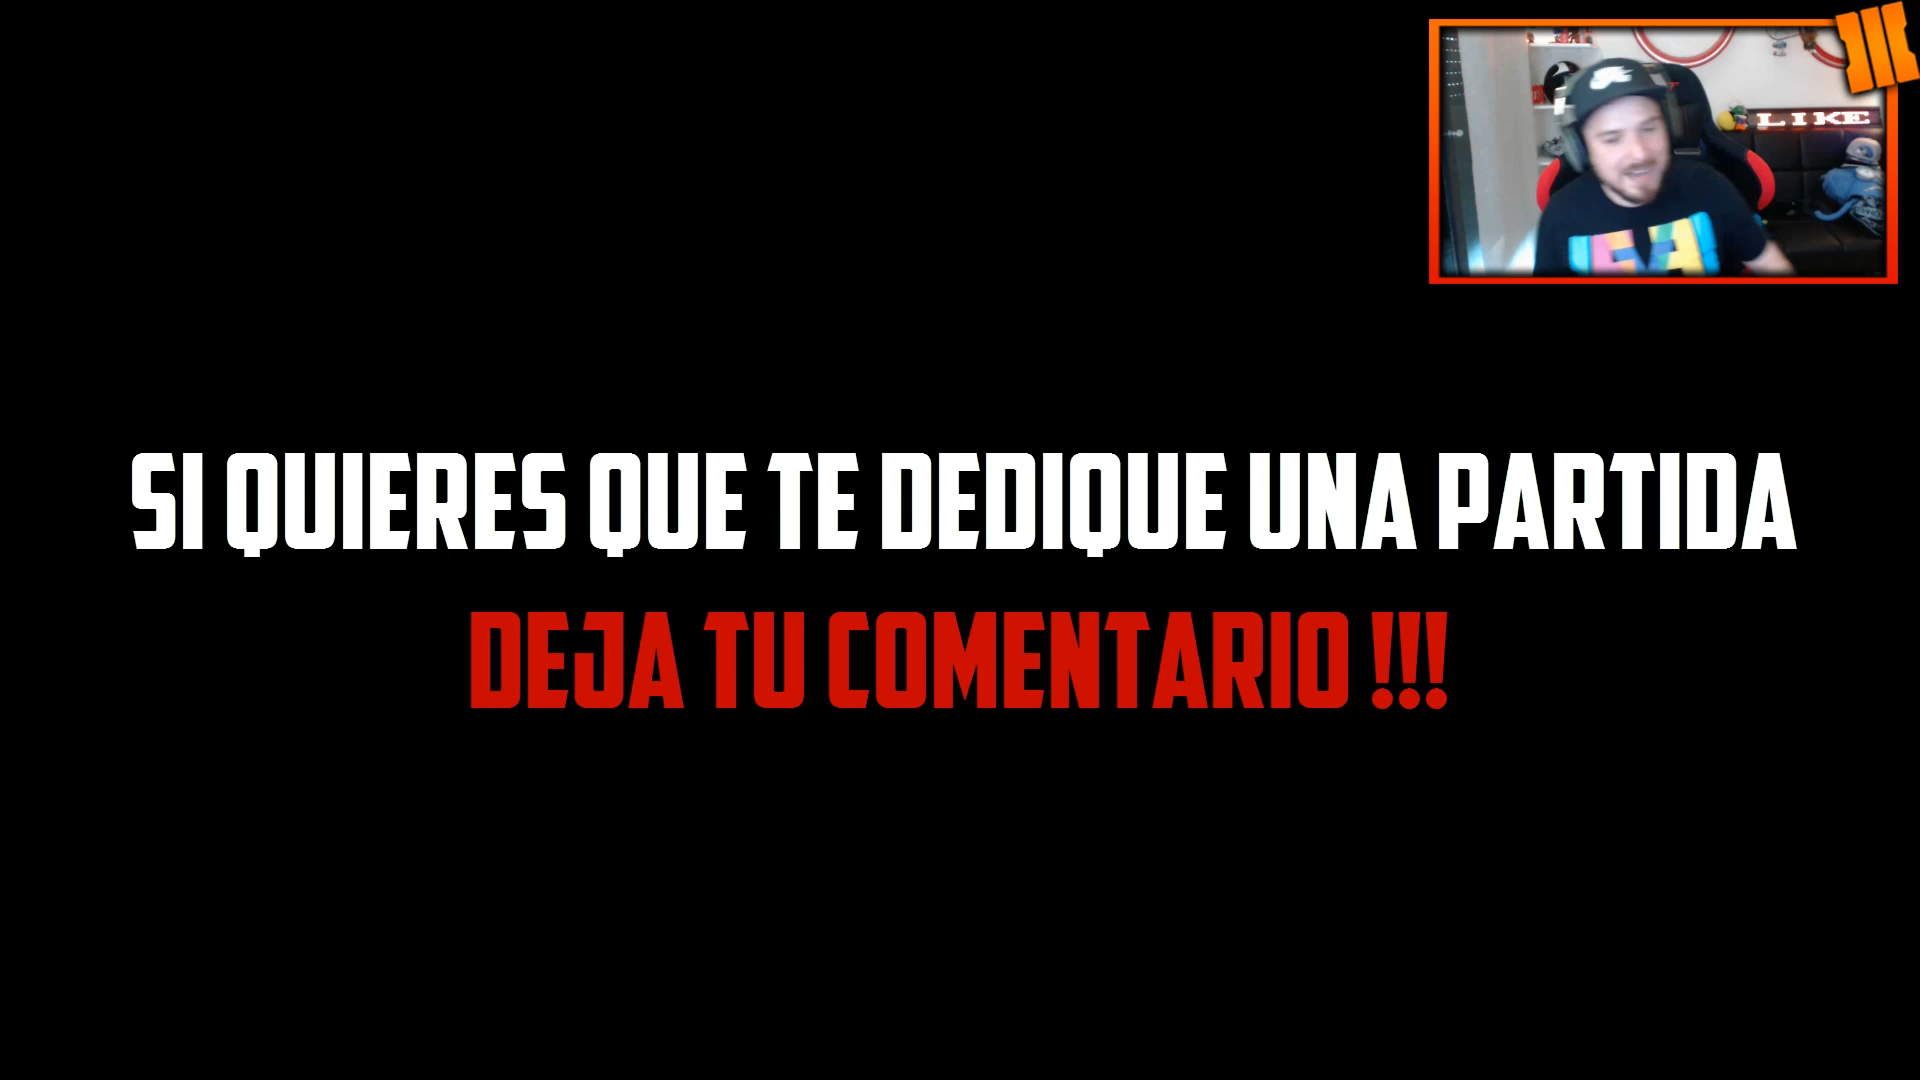 LIKE
SI QUIERES QUE TE DEDIQUE UNA PARTIDA
DEJA TU COMENTARIO !!!